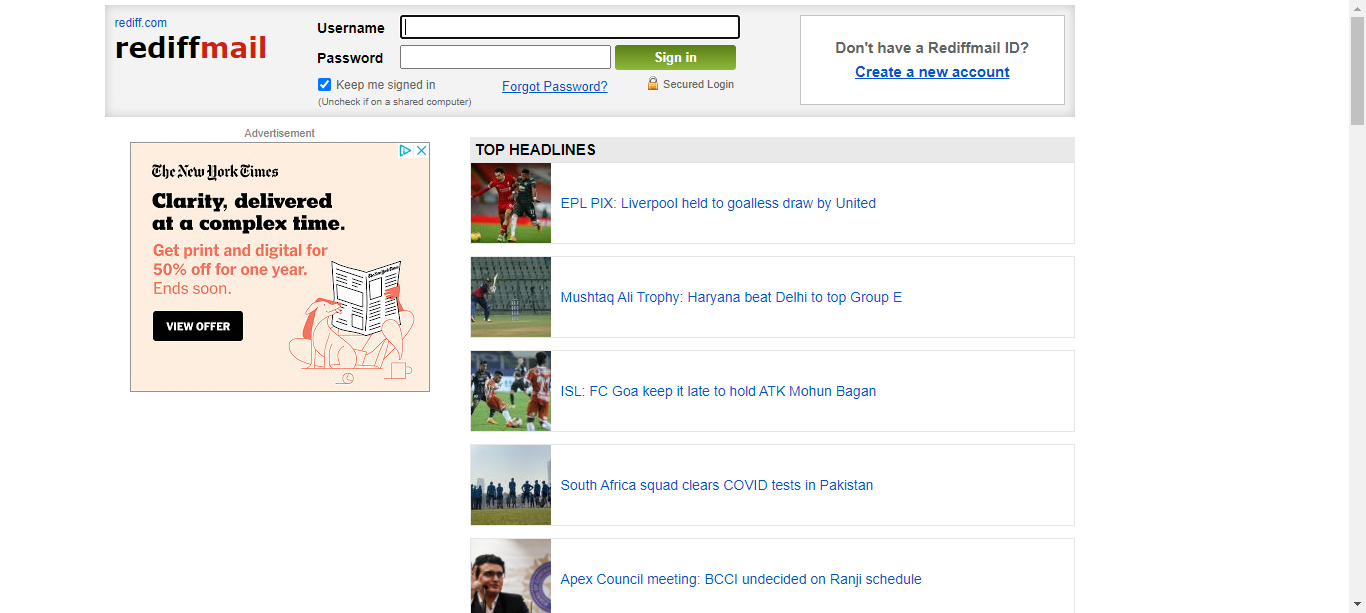 rediff.com
rediffmail
Username
Password
Sign in
Keep me signed in
(Uncheck if on a shared computer)
Forgot Password?
Secured Login
Don't have a Rediffmail ID?
Create a new account
Advertisement
The New York Times
Clarity, delivered
at a complex time.
Get print and digital for
50% off for one year.
Ends soon.
VIEW OFFER
TOP HEADLINES
EPL PIX: Liverpool held to goalless draw by United
Mushtaq Ali Trophy: Haryana beat Delhi to top Group E
ISL: FC Goa keep it late to hold ATK Mohun Bagan
South Africa squad clears COVID tests in Pakistan
Apex Council meeting: BCCI undecided on Ranji schedule